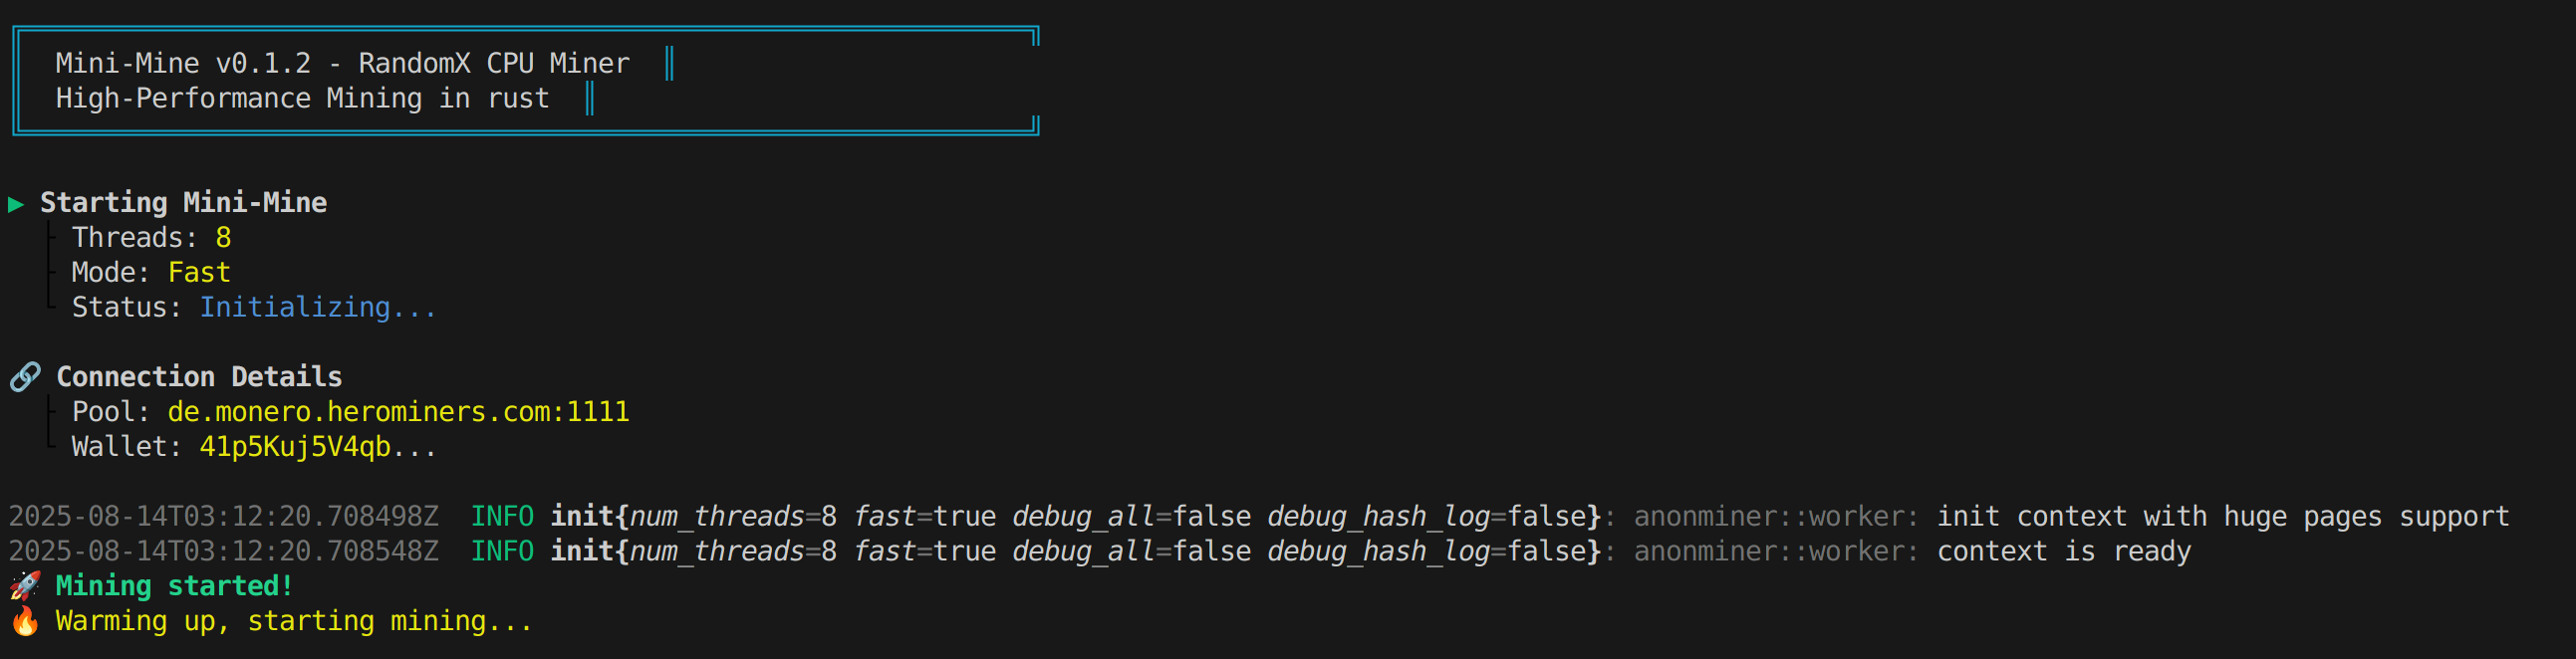 Mini-Mine v0.1.2 - RandomX CPU Miner
High-Performance Mining in rust
▶ Starting Mini-Mine
├ Threads: 8
├ Mode: Fast
└ Status: Initializing...
🔗 Connection Details
├ Pool: de.monero.herominers.com:1111
└ Wallet: 41p5Kuj5V4qb...
2025-08-14T03:12:20.708498Z  INFO init{num_threads=8 fast=true debug_all=false debug_hash_log=false}: anonminer::worker: init context with huge pages support
2025-08-14T03:12:20.708548Z  INFO init{num_threads=8 fast=true debug_all=false debug_hash_log=false}: anonminer::worker: context is ready
🚀 Mining started!
🔥 Warming up, starting mining...